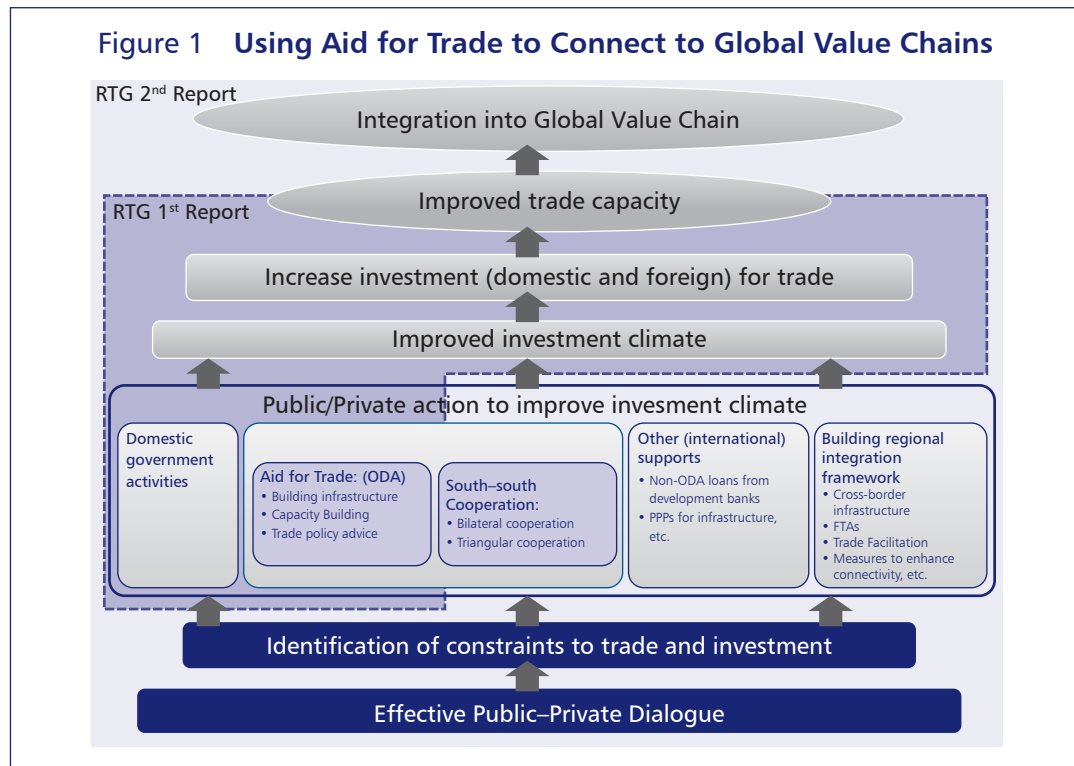 Figure 1 Using Aid for Trade to Connect to Global Value Chains
RTG 2nd Report
Integration into Global Value Chain
Improved trade capacity
RTG 1st Report
Increase investment (domestic and foreign) for trade
Improved investment climate
Public/Private action to improve invesment climate
Domestic
government
activities
Aid for Trade: (ODA)
• Building infrastructure
• Capacity Building
• Trade policy advice
South–south
Cooperation:
• Bilateral cooperation
• Triangular cooperation
Other (international)
supports
• Non-ODA loans from
development banks
• PPPs for infrastructure,
etc.
Building regional
integration
framework
• Cross-border
infrastructure
• FTAs
• Trade Facilitation
• Measures to enhance
connectivity, etc.
Identification of constraints to trade and investment
Effective Public–Private Dialogue